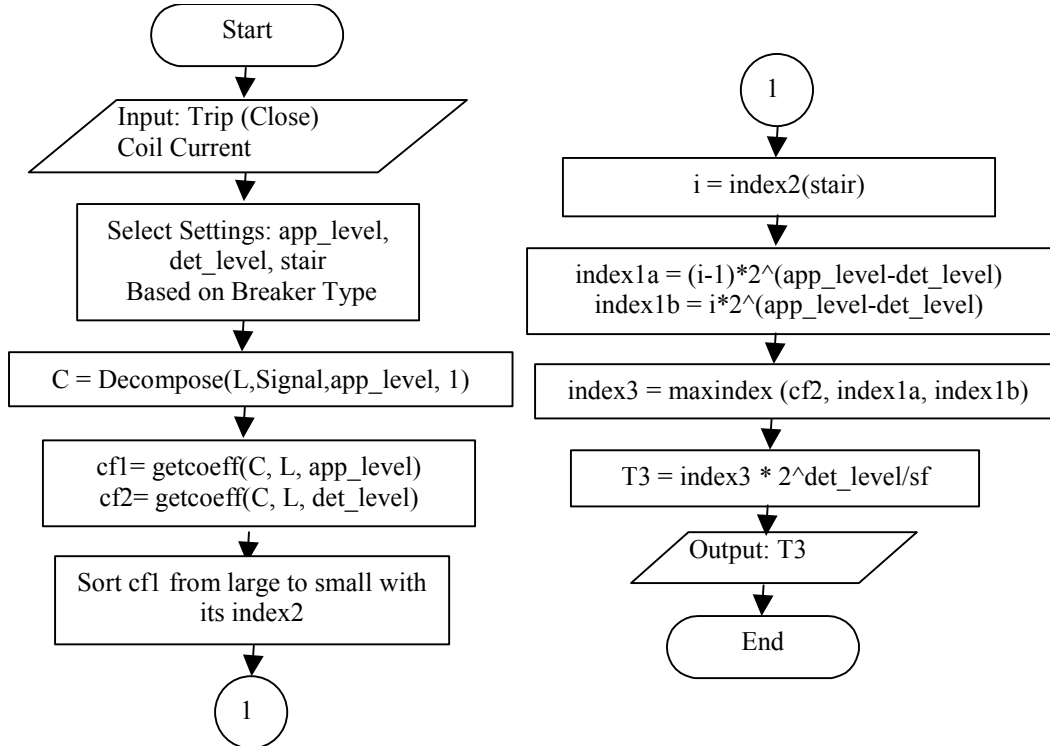 Start
Input: Trip (Close)
Coil Current
Select Settings: app_level,
det_level, stair
Based on Breaker Type
C = Decompose(L,Signal,app_level, 1)
cf1= getcoeff(C, L, app_level)
cf2= getcoeff(C, L, det_level)
Sort cf1 from large to small with
its index2
1
1
i = index2(stair)
index1a = (i-1)*2^(app_level-det_level)
index1b = i*2^(app_level-det_level)
index3 = maxindex (cf2, index1a, index1b)
T3 = index3 * 2^det_level/sf
Output: T3
End